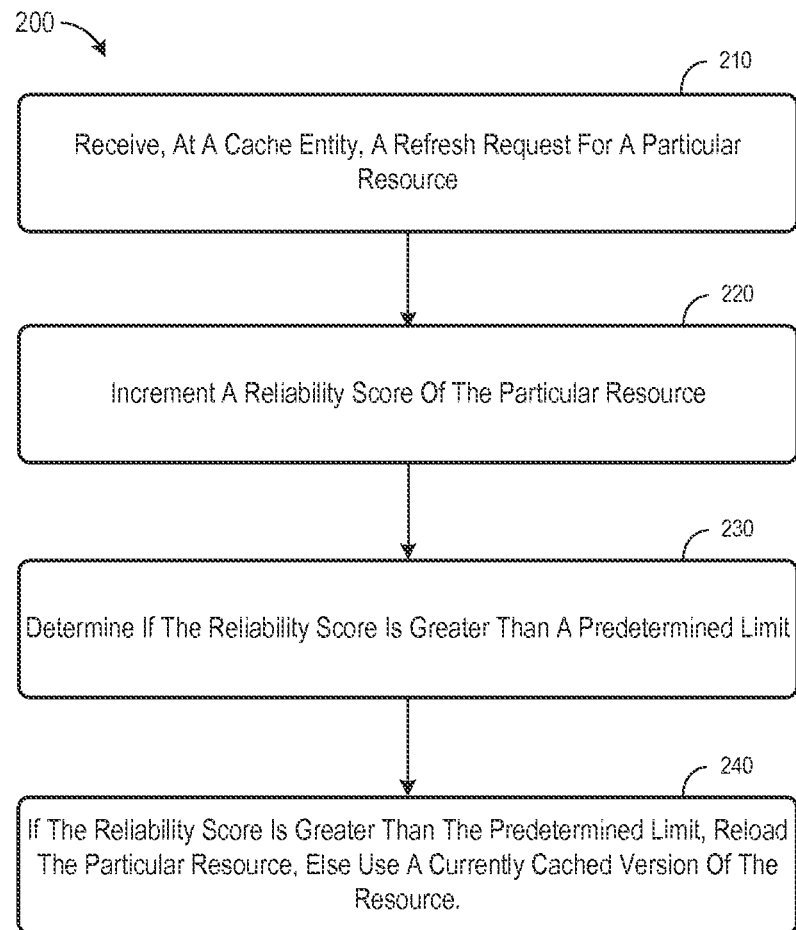 200
210
Receive, At A Cache Entity, A Refresh Request For A Particular
Resource
220
Increment A Reliability Score Of The Particular Resource
230
Determine If The Reliability Score Is Greater Than A Predetermined Limit
240
If The Reliability Score Is Greater Than The Predetermined Limit, Reload
The Particular Resource, Else Use A Currently Cached Version Of The
Resource.